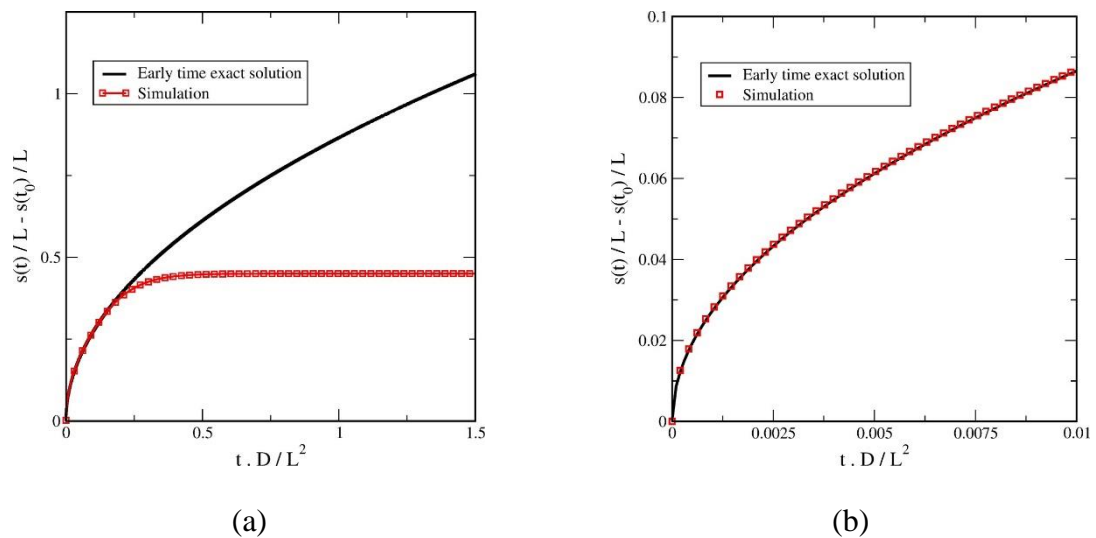 Early time exact solution
Simulation
s(t) / L - s(t₀) / L
1
0.5
0
0
0.5
1
1.5
t . D / L²
(a)
Early time exact solution
Simulation
s(t) / L - s(t₀) / L
0.1
0.08
0.06
0.04
0.02
0
0
0.0025
0.005
0.0075
0.01
t . D / L²
(b)